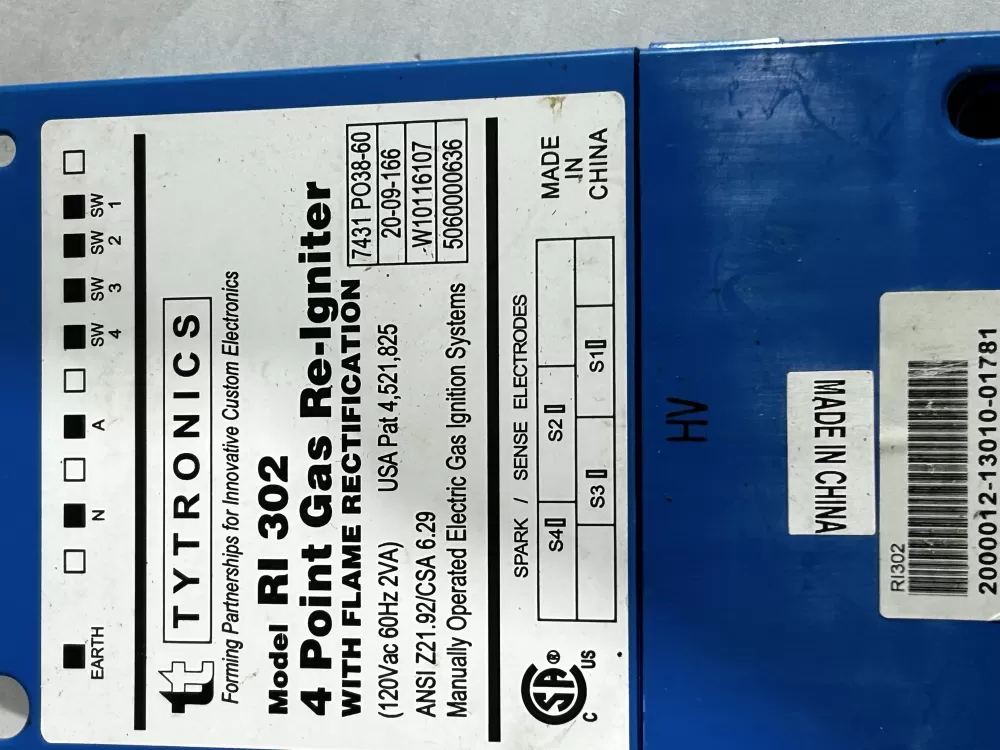 EARTH N A SW 4 SW 3 SW 2 SW 1
tt TYTRONICS
Forming Partnerships for Innovative Custom Electronics
Model RI 302
4 Point Gas Re-Igniter
WITH FLAME RECTIFICATION
(120Vac 60Hz 2VA) USA Pat 4,521,825
ANSI Z21.92/CSA 6.29
Manually Operated Electric Gas Ignition Systems
7431 PO38-60
20-09-166
W10116107
5060000636
SPARK / SENSE ELECTRODES
S4 S2
S3 S1
MADE
IN
CHINA
C SA ® US
HV
MADE IN CHINA
RI302
2000012-13010-01781